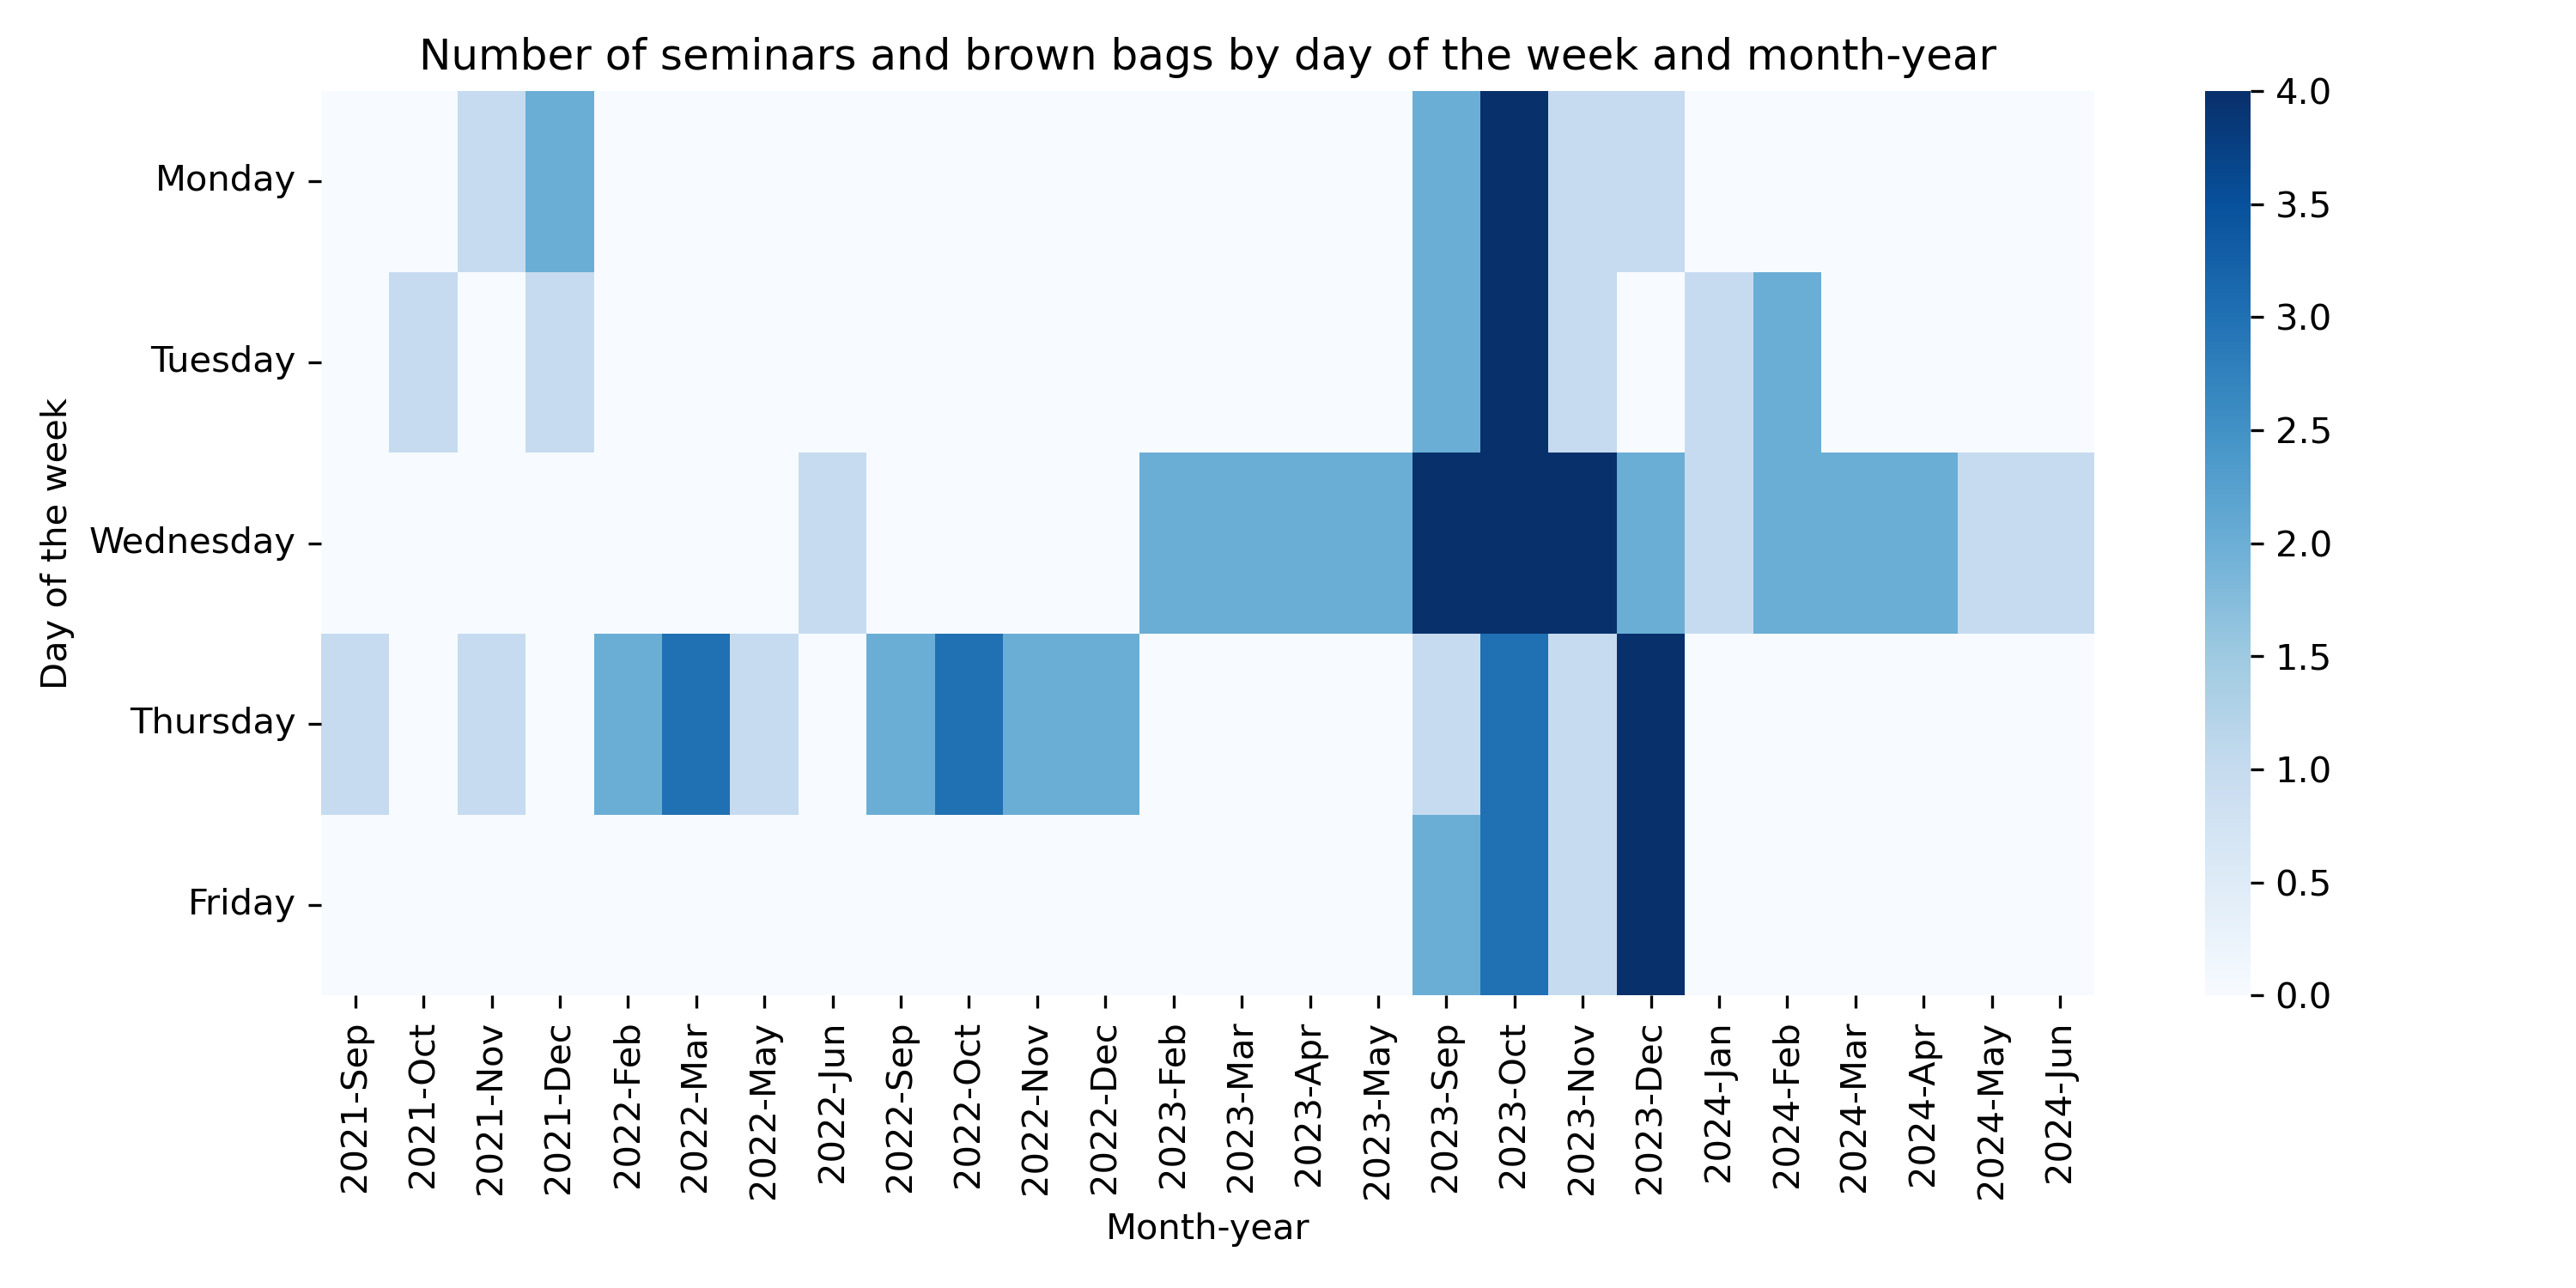 Number of seminars and brown bags by day of the week and month-year
Day of the week
Monday
Tuesday
Wednesday
Thursday
Friday
2021-Sep
2021-Oct
2021-Nov
2021-Dec
2022-Feb
2022-Mar
2022-May
2022-Jun
2022-Sep
2022-Oct
2022-Nov
2022-Dec
2023-Feb
2023-Mar
2023-Apr
2023-May
2023-Sep
2023-Oct
2023-Nov
2023-Dec
2024-Jan
2024-Feb
2024-Mar
2024-Apr
2024-May
2024-Jun
Month-year
4.0
3.5
3.0
2.5
2.0
1.5
1.0
0.5
0.0